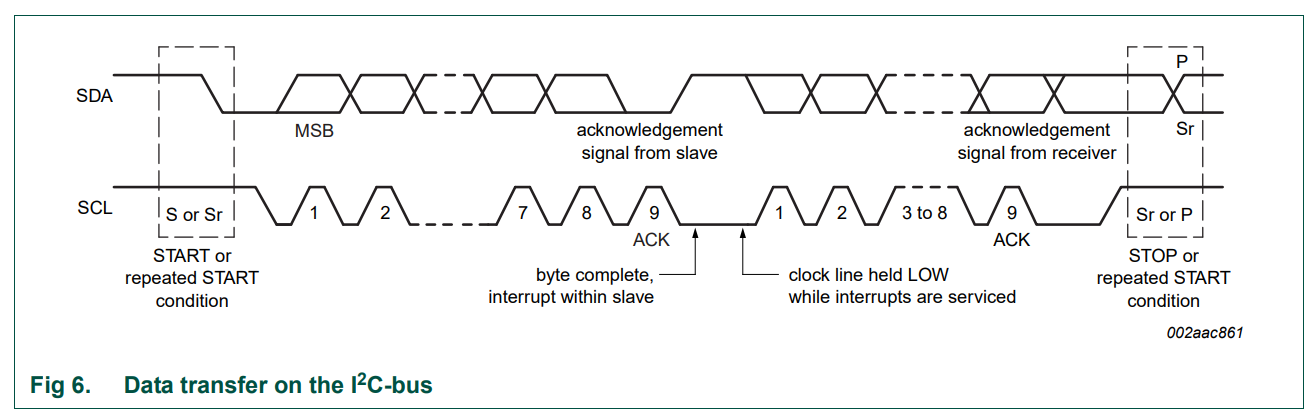 P
SDA
MSB
acknowledgement
signal from slave
acknowledgement
signal from receiver
Sr
SCL
S or Sr
1
2
7
8
9
1
2
3 to 8
9
Sr or P
ACK
ACK
START or
repeated START
condition
byte complete,
interrupt within slave
clock line held LOW
while interrupts are serviced
STOP or
repeated START
condition
002aac861
Fig 6. Data transfer on the I²C-bus